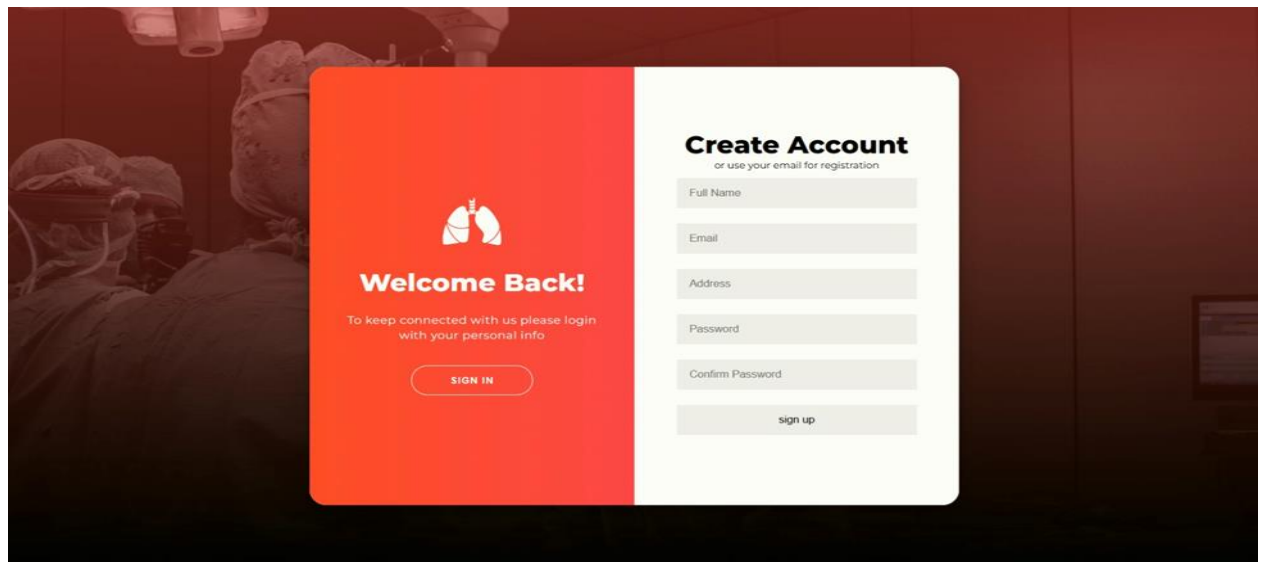 Welcome Back!
To keep connected with us please login
with your personal info
SIGN IN
Create Account
or use your email for registration
Full Name
Email
Address
Password
Confirm Password
sign up